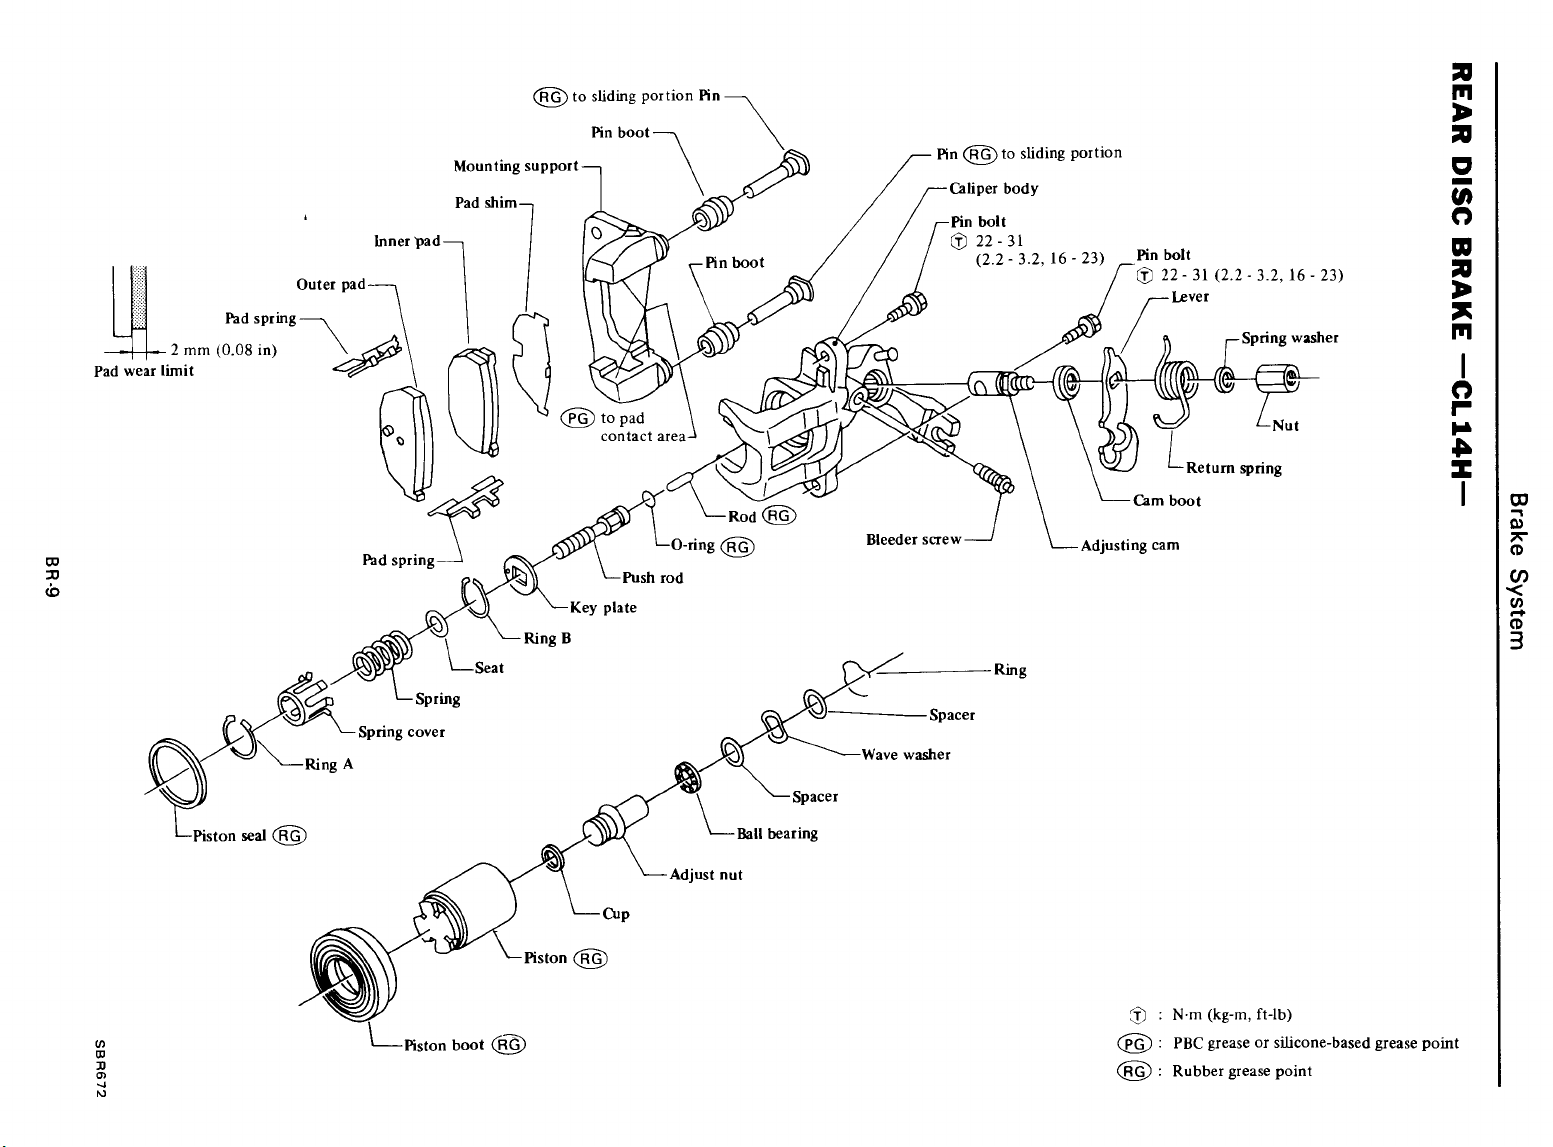 Brake System
REAR DISC BRAKE —CL14H—
RG to sliding portion Pin
Pin boot
Mounting support
Pad shim
Inner pad
Outer pad
Pad spring
2 mm (0.08 in)
Pad wear limit
Pin RG to sliding portion
Caliper body
Pin bolt
T 22 - 31
(2.2 - 3.2, 16 - 23)
Pin boot
Pin bolt
T 22 - 31 (2.2 - 3.2, 16 - 23)
Lever
Spring washer
Nut
Return spring
Cam boot
Adjusting cam
Bleeder screw
PG to pad
contact area
Rod RG
O-ring RG
Push rod
Key plate
Pad spring
Ring B
Seat
Spring
Spring cover
Ring A
Piston seal RG
Ring
Spacer
Wave washer
Spacer
Ball bearing
Adjust nut
Cup
Piston RG
Piston boot RG
T : N·m (kg-m, ft-lb)
PG : PBC grease or silicone-based grease point
RG : Rubber grease point
SBR672
BR-9